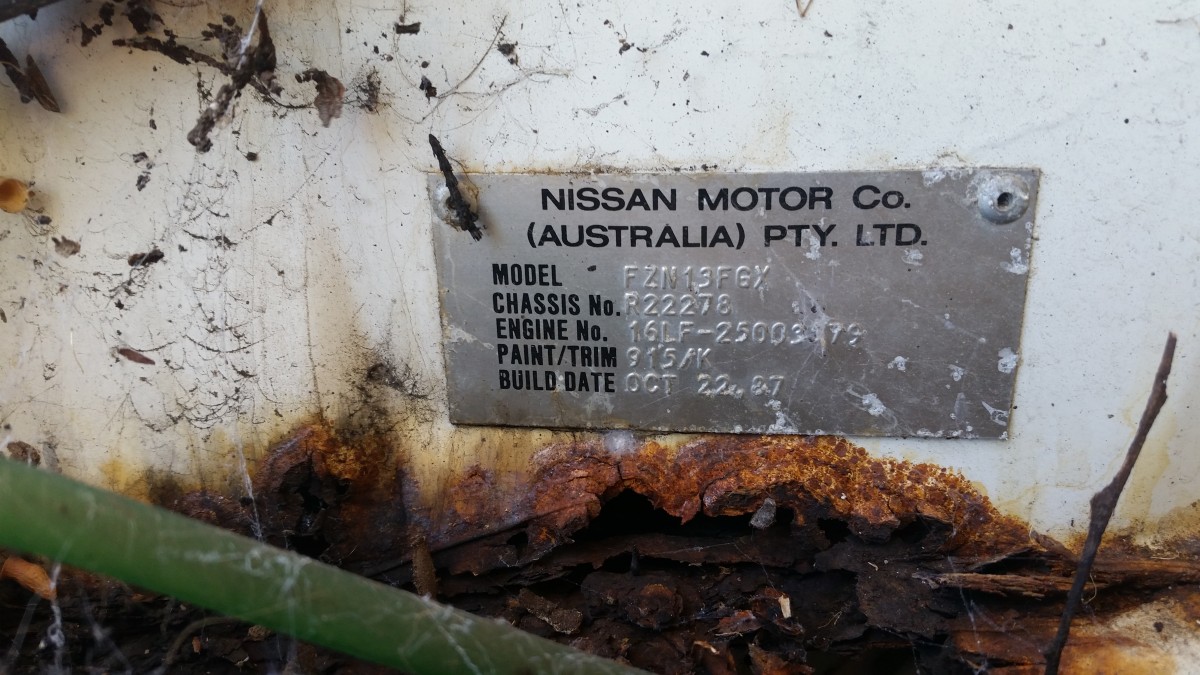 NISSAN MOTOR Co.
(AUSTRALIA) PTY. LTD.
MODEL FZN13FGX
CHASSIS No. R22278
ENGINE No.
PAINT/TRIM 915/K
BUILD DATE OCT 22.87